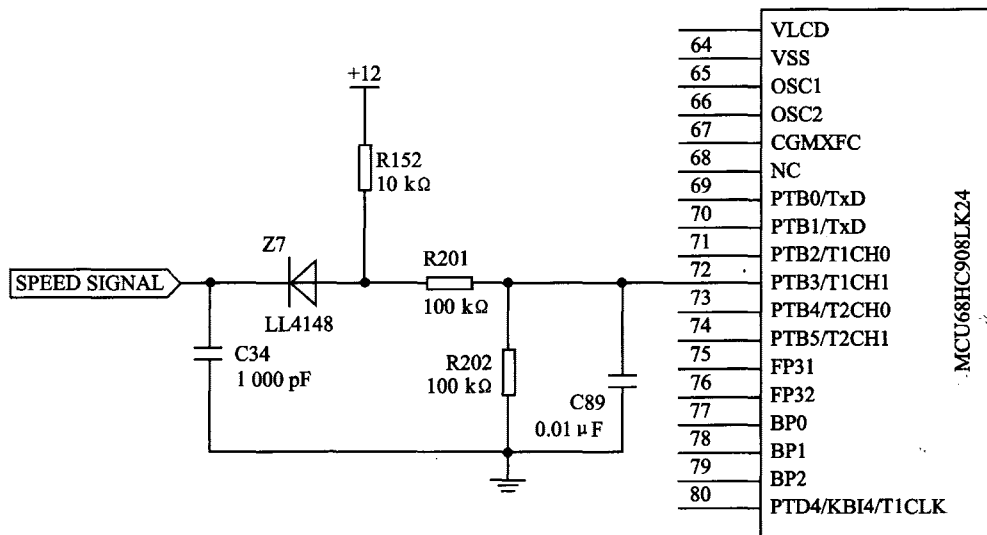 +12
R152
10 kΩ
Z7
LL4148
SPEED SIGNAL
C34
1 000 pF
R201
100 kΩ
R202
100 kΩ
C89
0.01 μF
VLCD
64 VSS
65 OSC1
66 OSC2
67 CGMXFC
68 NC
69 PTB0/TxD
70 PTB1/TxD
71 PTB2/T1CH0
72 PTB3/T1CH1
73 PTB4/T2CH0
74 PTB5/T2CH1
75 FP31
76 FP32
77 BP0
78 BP1
79 BP2
80 PTD4/KBI4/T1CLK
MCU68HC908LK24